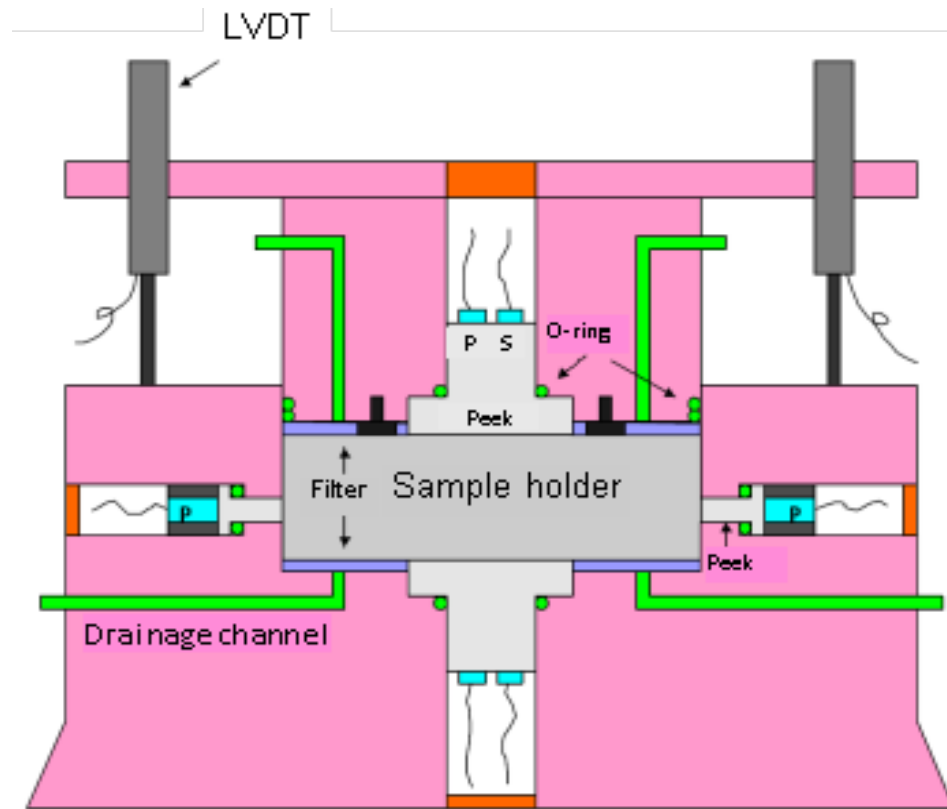 LVDT
P S
O-ring
Peek
Filter
Sample holder
P
P
Peek
Drainage channel